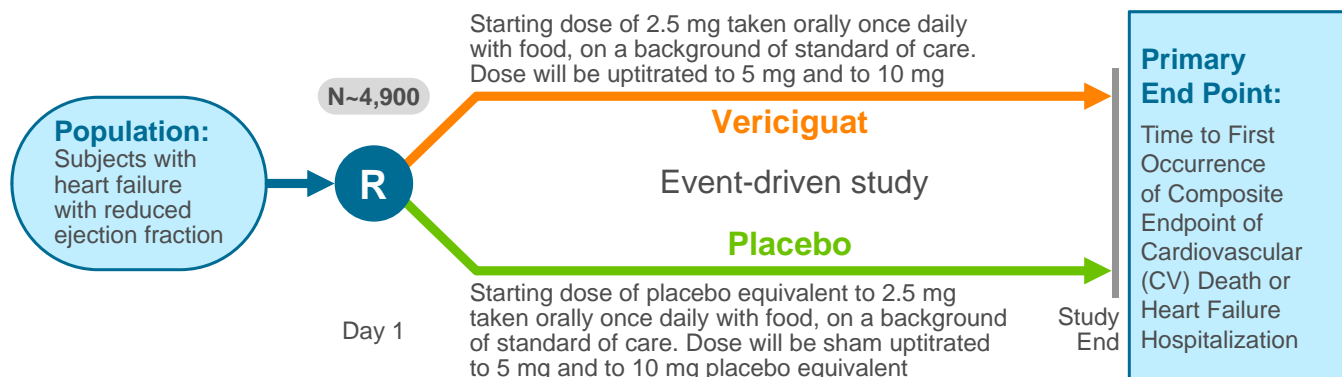 Population:
Subjects with
heart failure
with reduced
ejection fraction
N~4,900
R
Day 1
Starting dose of 2.5 mg taken orally once daily
with food, on a background of standard of care.
Dose will be uptitrated to 5 mg and to 10 mg
Vericiguat
Event-driven study
Placebo
Starting dose of placebo equivalent to 2.5 mg
taken orally once daily with food, on a background
of standard of care. Dose will be sham uptitrated
to 5 mg and to 10 mg placebo equivalent
Study
End
Primary
End Point:
Time to First
Occurrence
of Composite
Endpoint of
Cardiovascular
(CV) Death or
Heart Failure
Hospitalization